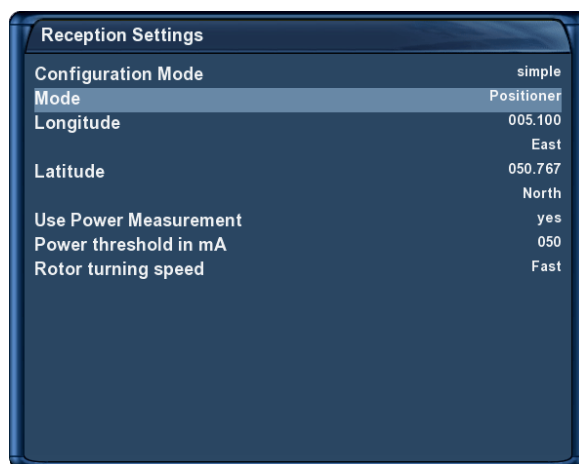 Reception Settings
Configuration Mode simple
Mode Positioner
Longitude 005.100
East
Latitude 050.767
North
Use Power Measurement yes
Power threshold in mA 050
Rotor turning speed Fast